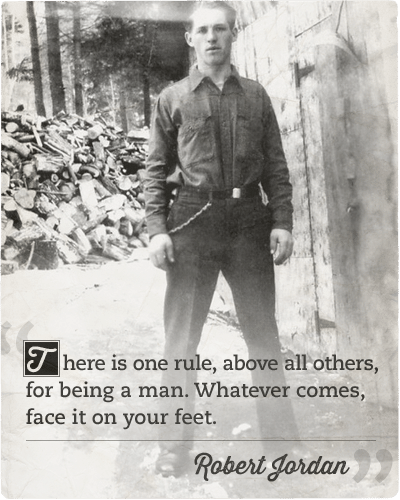 There is one rule, above all others,
for being a man. Whatever comes,
face it on your feet.
Robert Jordan